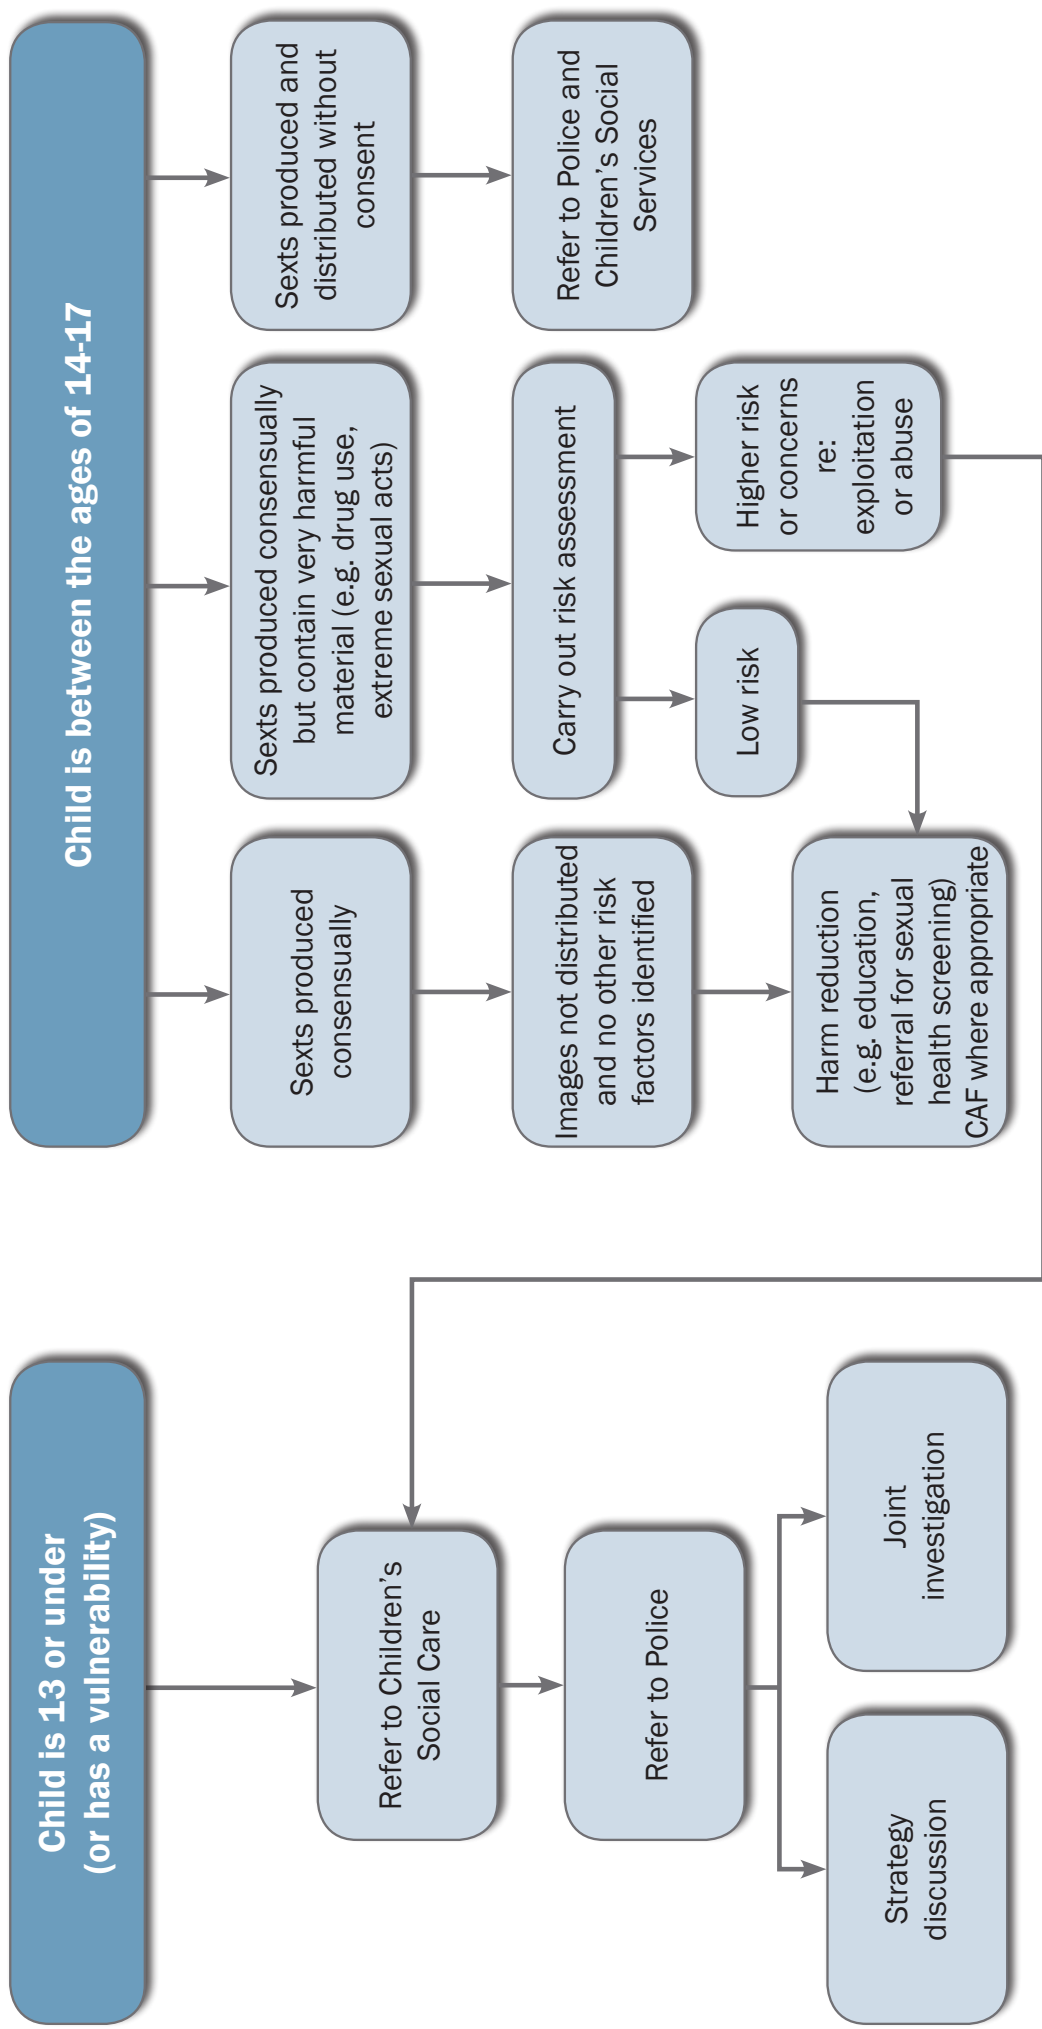 Child is 13 or under
(or has a vulnerability)
Refer to Children's
Social Care
Refer to Police
Strategy
discussion
Joint
investigation
Child is between the ages of 14-17
Sexts produced
consensually
Images not distributed
and no other risk
factors identified
Harm reduction
(e.g. education,
referral for sexual
health screening)
CAF where appropriate
Sexts produced consensually
but contain very harmful
material (e.g. drug use,
extreme sexual acts)
Carry out risk assessment
Low risk
Higher risk
or concerns
re:
exploitation
or abuse
Sexts produced and
distributed without
consent
Refer to Police and
Children's Social
Services